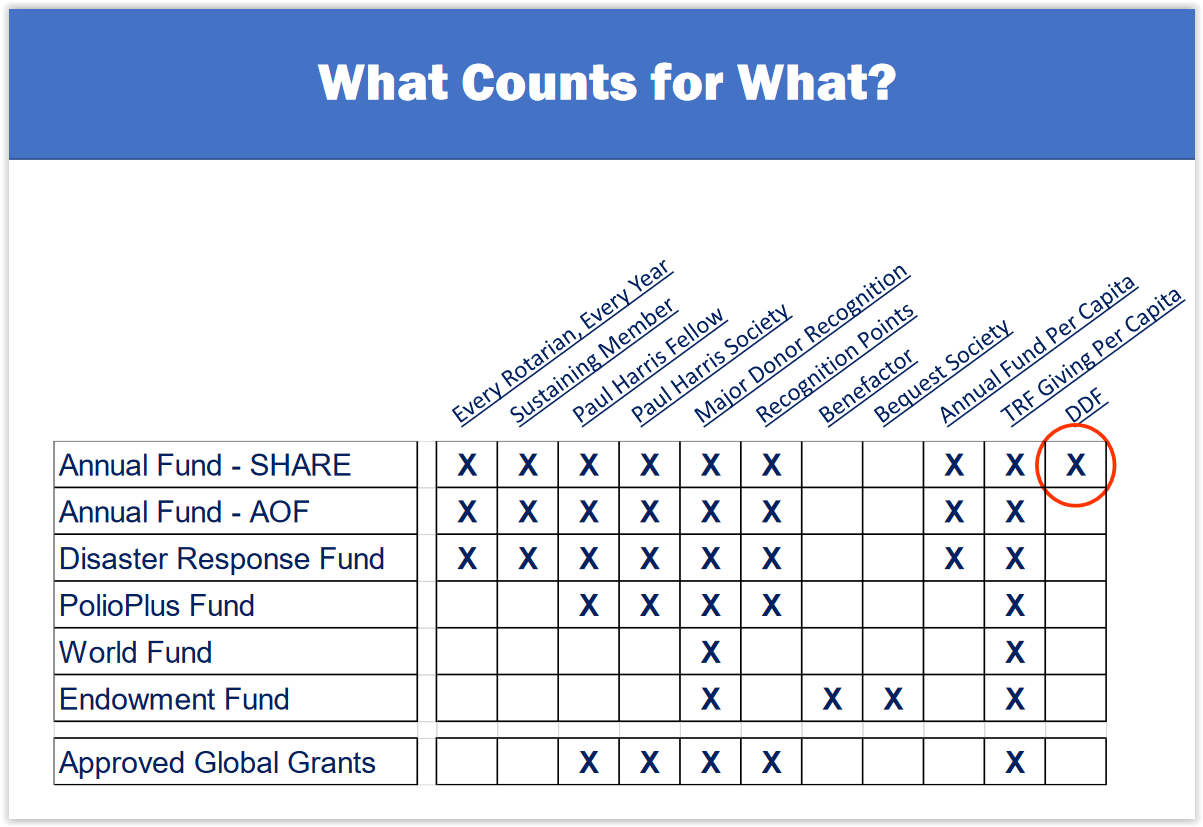 What Counts for What?
Every Rotarian, Every Year
Sustaining Member
Paul Harris Fellow
Paul Harris Society
Major Donor Recognition
Recognition Points
Benefactor
Bequest Society
Annual Fund Per Capita
TRF Giving Per Capita
DDF
Annual Fund - SHARE X X X X X X X X X
Annual Fund - AOF X X X X X X X X
Disaster Response Fund X X X X X X X X
PolioPlus Fund X X X X X
World Fund X X
Endowment Fund X X X X
Approved Global Grants X X X X X